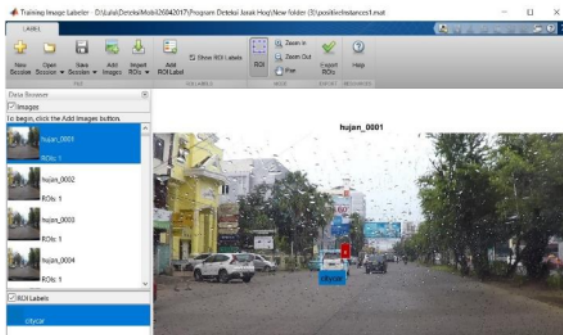 Training Image Labeler - D:\Lulu\DeteksiMobil26042017\Program Deteksi Jarak Hog\New folder (3)\positiveInstances1.mat
LABEL
New Session
Open Session
Save Session
Add Images
Import ROIs
Add ROI Label
Show ROI Labels
ROI
Zoom In
Zoom Out
Pan
Export ROIs
Help
FILE
ROI LABELS
MODE
EXPORT
RESOURCES
Data Browser
Images
To begin, click the Add Images button.
hujan_0001
ROIs: 1
hujan_0002
ROIs: 1
hujan_0003
ROIs: 1
hujan_0004
ROIs: 1
ROI Labels
citycar
hujan_0001
citycar